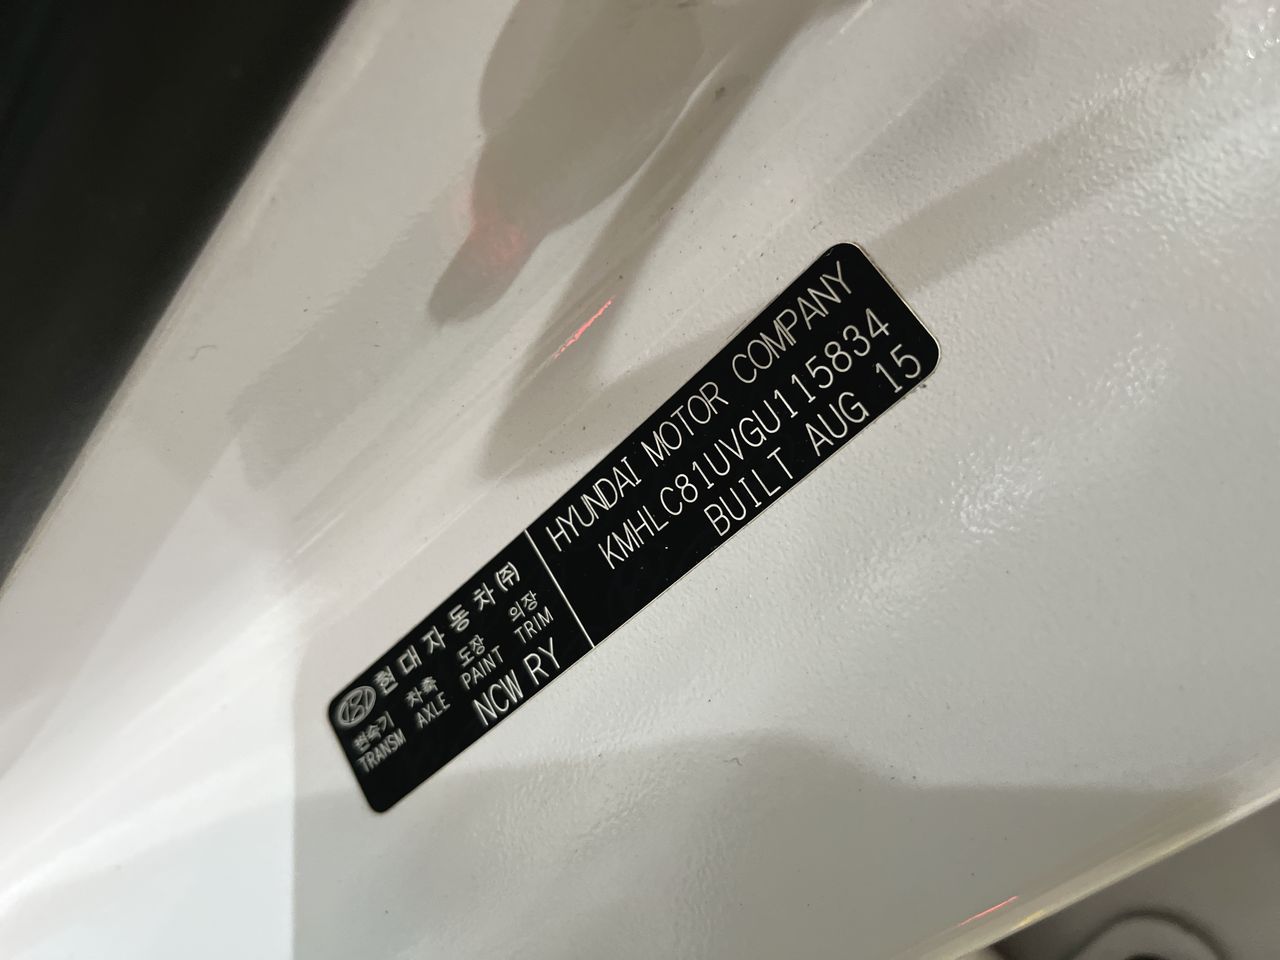 현대자동차(주)
변속기 차축 도장 의장
TRANSM AXLE PAINT TRIM
NCW RY
HYUNDAI MOTOR COMPANY
KMHLC81UVGU115834
BUILT AUG 15